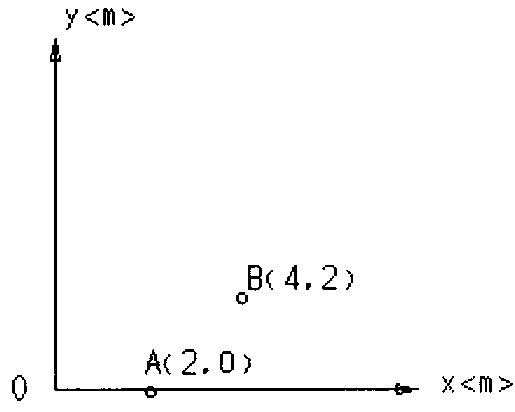 y<m>
B(4.2)
A(2.0)
0
x<m>